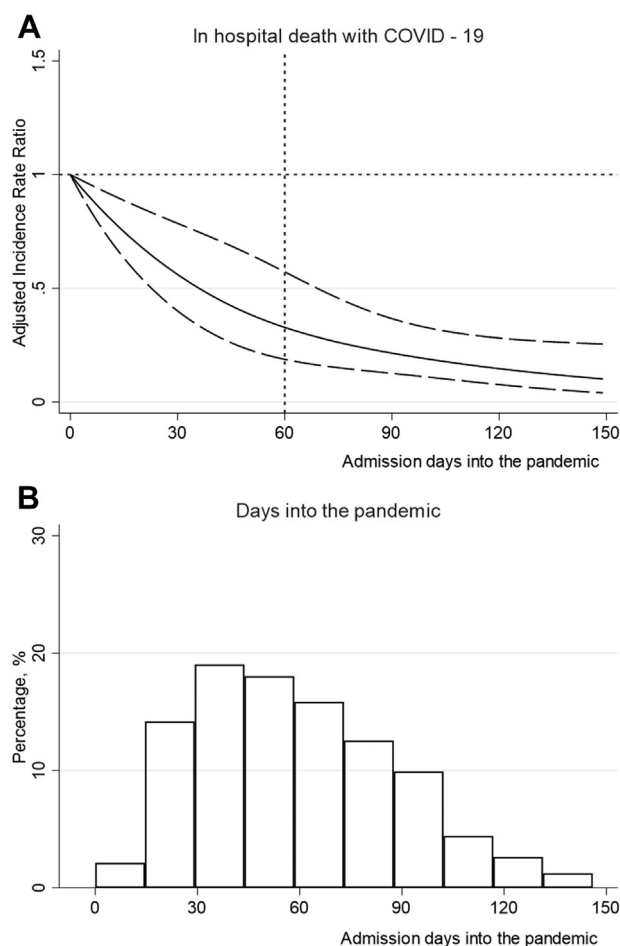 A
In hospital death with COVID - 19
Adjusted Incidence Rate Ratio
1.5
1
.5
0
0 30 60 90 120 150
Admission days into the pandemic
B
Days into the pandemic
Percentage, %
30
20
10
0
0 30 60 90 120 150
Admission days into the pandemic